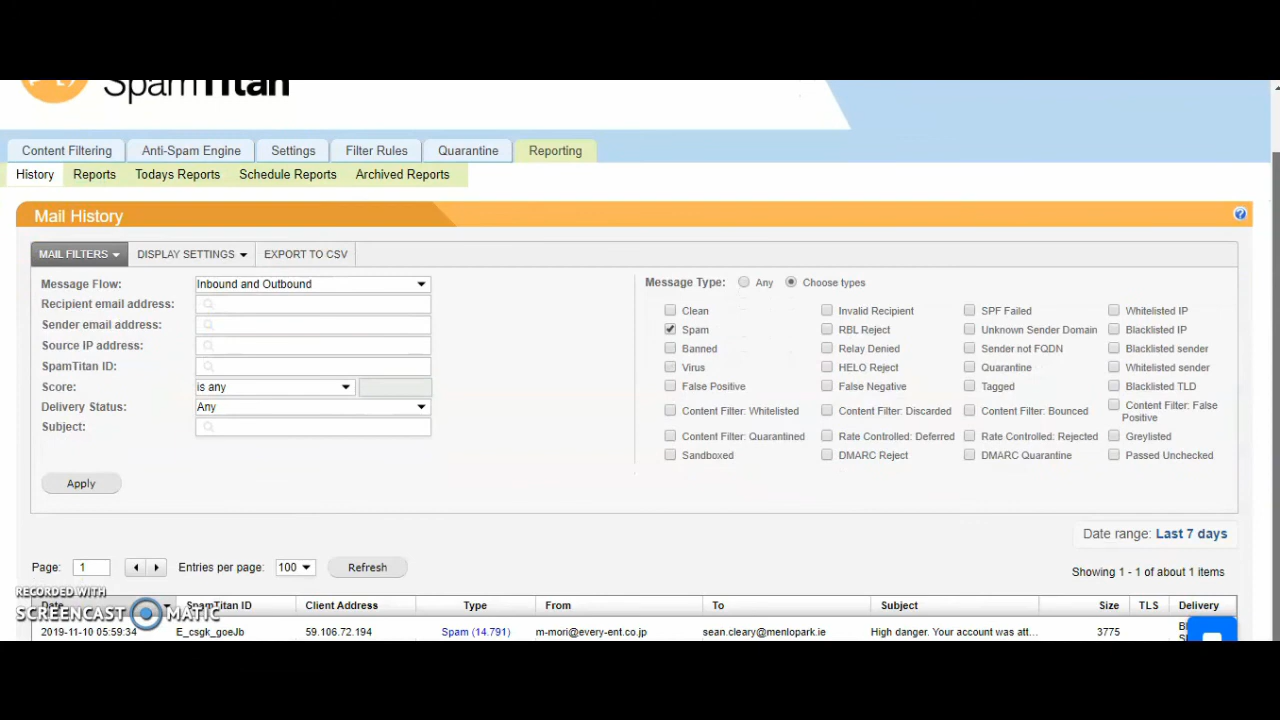 SpamTitan
Content Filtering Anti-Spam Engine Settings Filter Rules Quarantine Reporting
History Reports Todays Reports Schedule Reports Archived Reports
Mail History
MAIL FILTERS DISPLAY SETTINGS EXPORT TO CSV
Message Flow: Inbound and Outbound Message Type: Any Choose types
Recipient email address:
Clean Invalid Recipient SPF Failed Whitelisted IP
Sender email address: Spam RBL Reject Unknown Sender Domain Blacklisted IP
Source IP address: Banned Relay Denied Sender not FQDN Blacklisted sender
SpamTitan ID: Virus HELO Reject Quarantine Whitelisted sender
Score: is any False Positive False Negative Tagged Blacklisted TLD
Delivery Status: Any Content Filter: Whitelisted Content Filter: Discarded Content Filter: Bounced Content Filter: False
Positive
Subject:
Content Filter: Quarantined Rate Controlled: Deferred Rate Controlled: Rejected Greylisted
Sandboxed DMARC Reject DMARC Quarantine Passed Unchecked
Apply
Date range: Last 7 days
Page: 1 Entries per page: 100 Refresh
Showing 1 - 1 of about 1 items
RECORDED WITH
SCREENCAST MATIC
Date SpamTitan ID Client Address Type From To Subject Size TLS Delivery
2019-11-10 05:59:34 E_csgk_goeJb 59.106.72.194 Spam (14.791) m-mori@every-ent.co.jp sean.cleary@menlopark.ie High danger. Your account was att... 3775